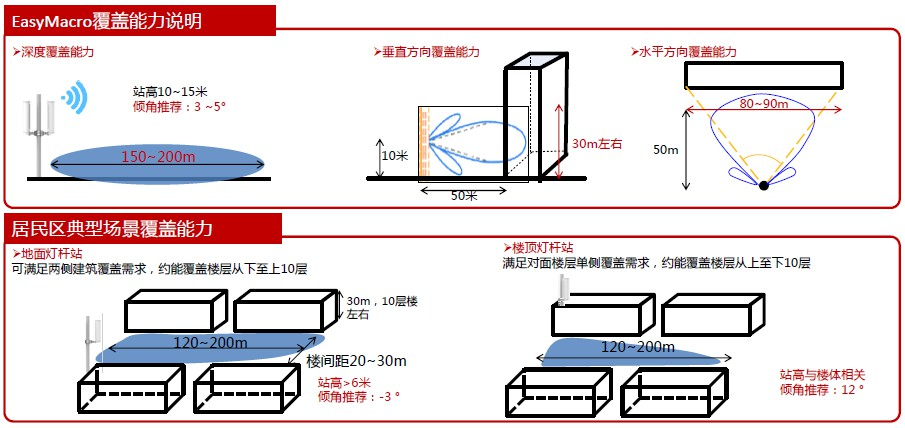 EasyMacro覆盖能力说明
➢深度覆盖能力
站高10~15米
倾角推荐：3 ~5°
150~200m
➢垂直方向覆盖能力
10米
50米
30m左右
➢水平方向覆盖能力
80~90m
50m
居民区典型场景覆盖能力
➢地面灯杆站
可满足两侧建筑覆盖需求，约能覆盖楼层从下至上10层
30m，10层楼
左右
120~200m
楼间距20~30m
站高>6米
倾角推荐：-3 °
➢楼顶灯杆站
满足对面楼层单侧覆盖需求，约能覆盖楼层从上至下10层
120~200m
站高与楼体相关
倾角推荐：12 °